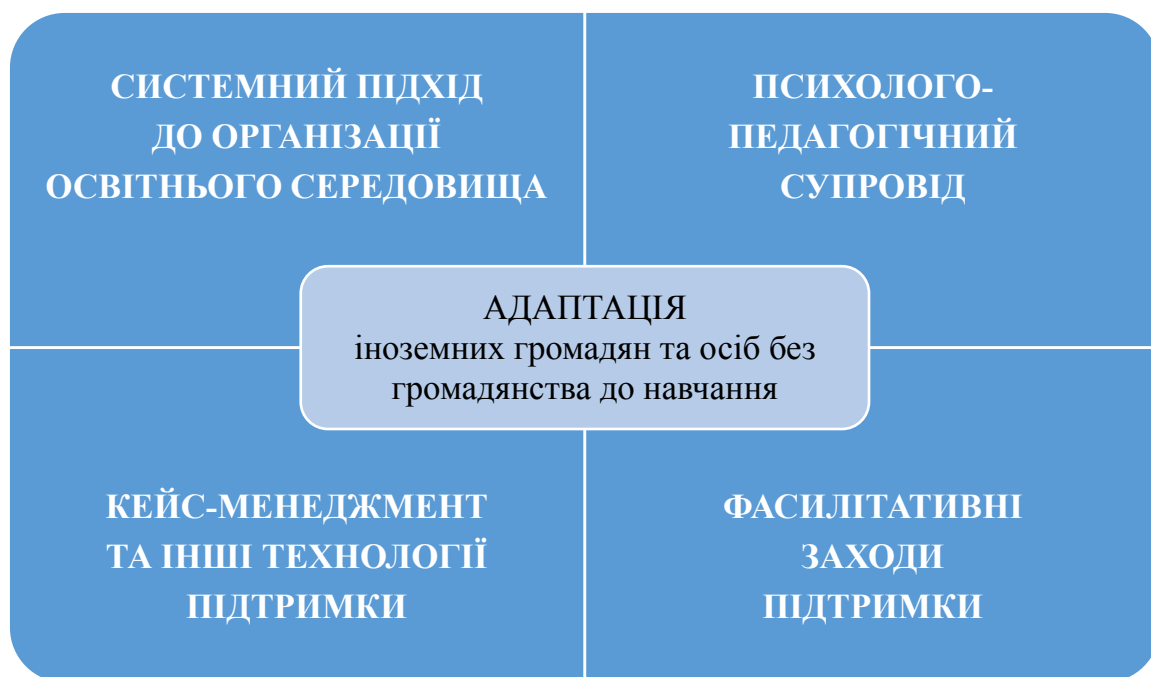 СИСТЕМНИЙ ПІДХІД
ДО ОРГАНІЗАЦІЇ
ОСВІТНЬОГО СЕРЕДОВИЩА
ПСИХОЛОГО-
ПЕДАГОГІЧНИЙ
СУПРОВІД
АДАПТАЦІЯ
іноземних громадян та осіб без
громадянства до навчання
КЕЙС-МЕНЕДЖМЕНТ
ТА ІНШІ ТЕХНОЛОГІЇ
ПІДТРИМКИ
ФАСИЛІТАТИВНІ
ЗАХОДИ
ПІДТРИМКИ